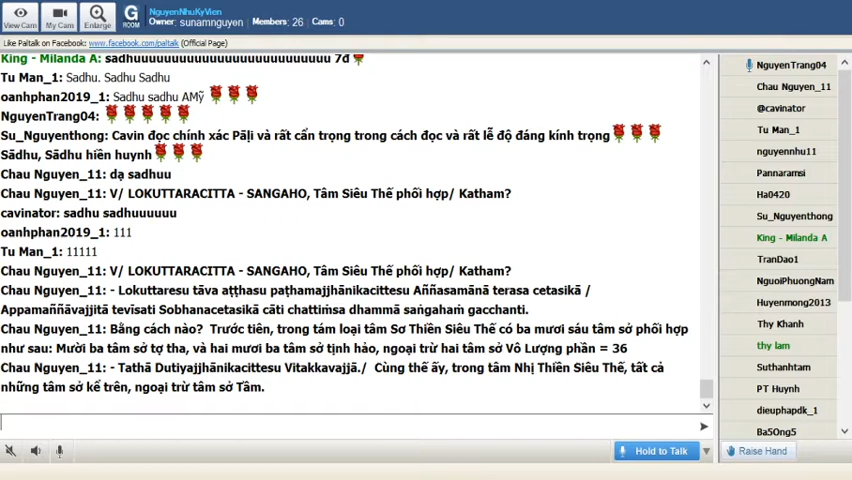 NguyenNhuKyVien
Owner: sunamnguyen Members: 26 Cams: 0
View Cam My Cam Enlarge G ROOM
Like Paltalk on Facebook: www.facebook.com/paltalk (Official Page)
King - Milanda A: sadhuuuuuuuuuuuuuuuuuuuuuuuuu 7đ
Tu Man_1: Sadhu. Sadhu Sadhu
oanhphan2019_1: Sadhu sadhu AMỹ
NguyenTrang04:
Su_Nguyenthong: Cavin đọc chính xác Pāḷi và rất cẩn trọng trong cách đọc và rất lễ độ đáng kính trọng
Sādhu, Sādhu hiền huynh
Chau Nguyen_11: dạ sadhuu
Chau Nguyen_11: V/ LOKUTTARACITTA - SANGAHO, Tâm Siêu Thế phối hợp/ Katham?
cavinator: sadhu sadhuuuuuu
oanhphan2019_1: 111
Tu Man_1: 11111
Chau Nguyen_11: V/ LOKUTTARACITTA - SANGAHO, Tâm Siêu Thế phối hợp/ Katham?
Chau Nguyen_11: - Lokuttaresu tāva aṭṭhasu paṭhamajjhānikacittesu Aññasamānā terasa cetasikā /
Appamaññāvajjitā tevīsati Sobhanacetasikā cāti chattiṃsa dhammā saṅgahaṃ gacchanti.
Chau Nguyen_11: Bằng cách nào? Trước tiên, trong tám loại tâm Sơ Thiền Siêu Thế có ba mươi sáu tâm sở phối hợp
như sau: Mười ba tâm sở tợ tha, và hai mươi ba tâm sở tịnh hảo, ngoại trừ hai tâm sở Vô Lượng phần = 36
Chau Nguyen_11: - Tathā Dutiyajjhānikacittesu Vitakkavajjā./ Cùng thế ấy, trong tâm Nhị Thiền Siêu Thế, tất cả
những tâm sở kể trên, ngoại trừ tâm sở Tầm.
Hold to Talk
NguyenTrang04
Chau Nguyen_11
@cavinator
Tu Man_1
nguyennhu11
Pannaramsi
Ha0420
Su_Nguyenthong
King - Milanda A
TranDao1
NguoiPhuongNam
Huyenmong2013
Thy Khanh
thy lam
Suthanhtam
PT Huynh
dieuphapdk_1
Ba5Ong5
Raise Hand